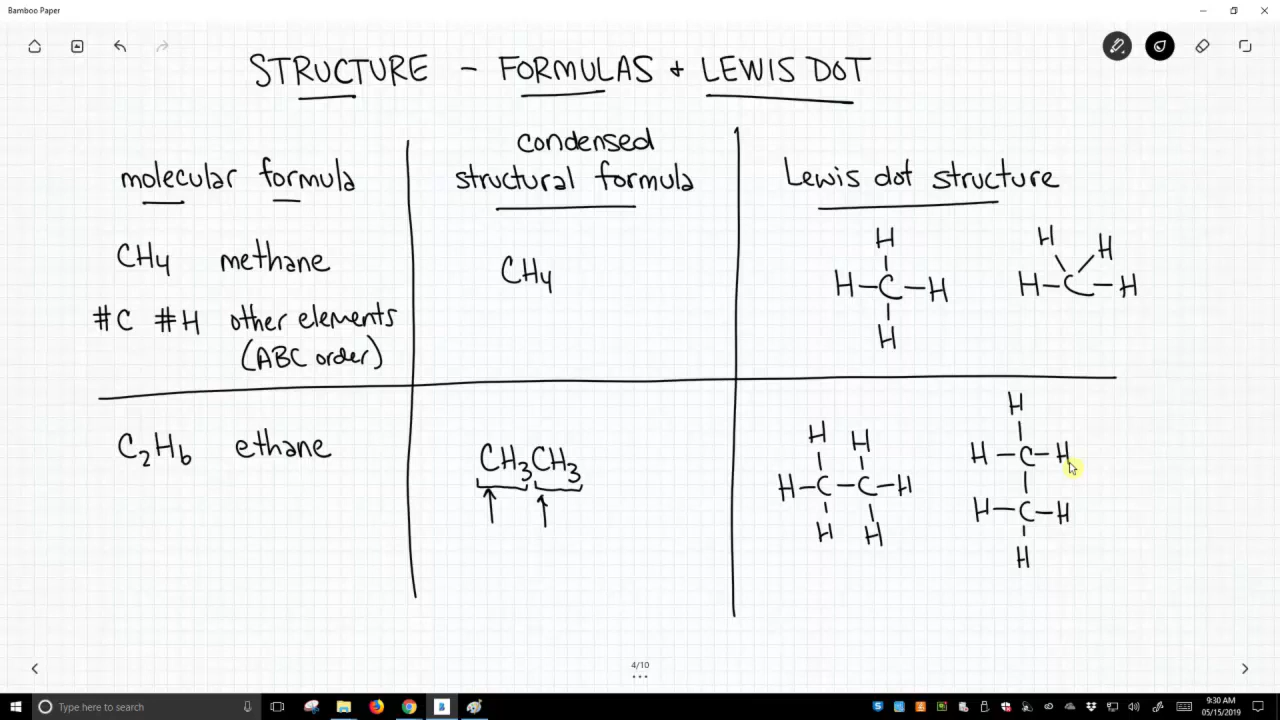 Bamboo Paper
STRUCTURE - FORMULAS + LEWIS DOT
molecular formula
condensed
structural formula
Lewis dot structure
CH4 methane
#C #H other elements
(ABC order)
CH4
H
H-C-H
H
H H
H-C-H
C2H6 ethane
CH3CH3
H H
H-C-C-H
H H
H
H-C-H
H-C-H
H
4/10
Type here to search
9:30 AM
05/15/2019